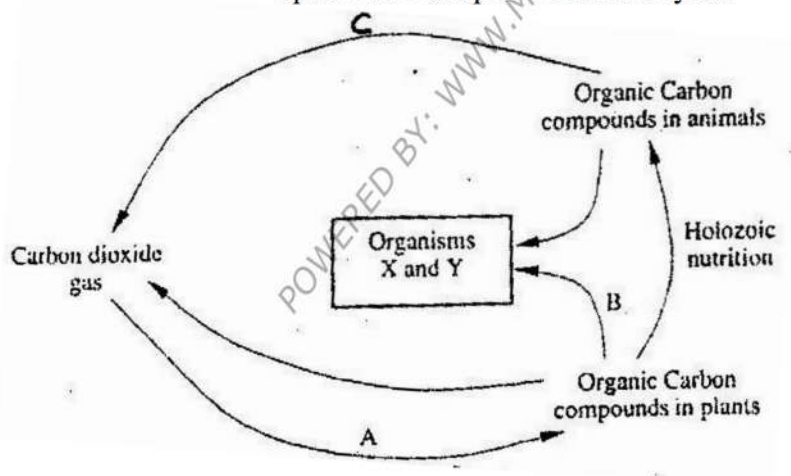 C
Organic Carbon
compounds in animals
POWERED BY: WWW.M
Organisms
X and Y
Holozoic
nutrition
Carbon dioxide
gas
B
Organic Carbon
compounds in plants
A